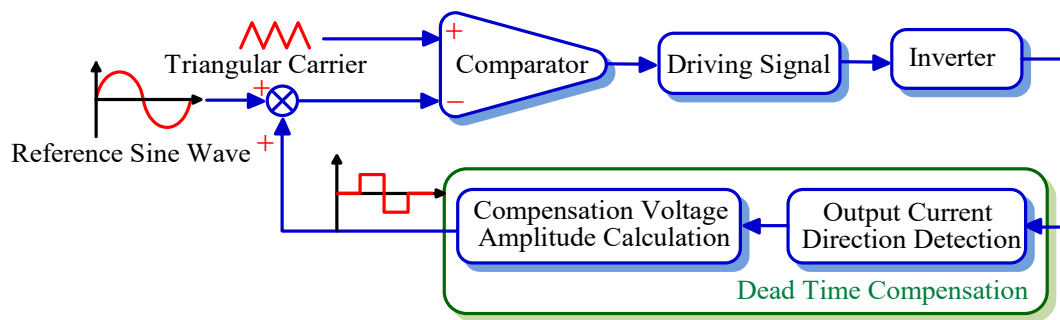 +
Triangular Carrier
Comparator
Driving Signal
Inverter
+
−
Reference Sine Wave
+
Compensation Voltage
Amplitude Calculation
Output Current
Direction Detection
Dead Time Compensation